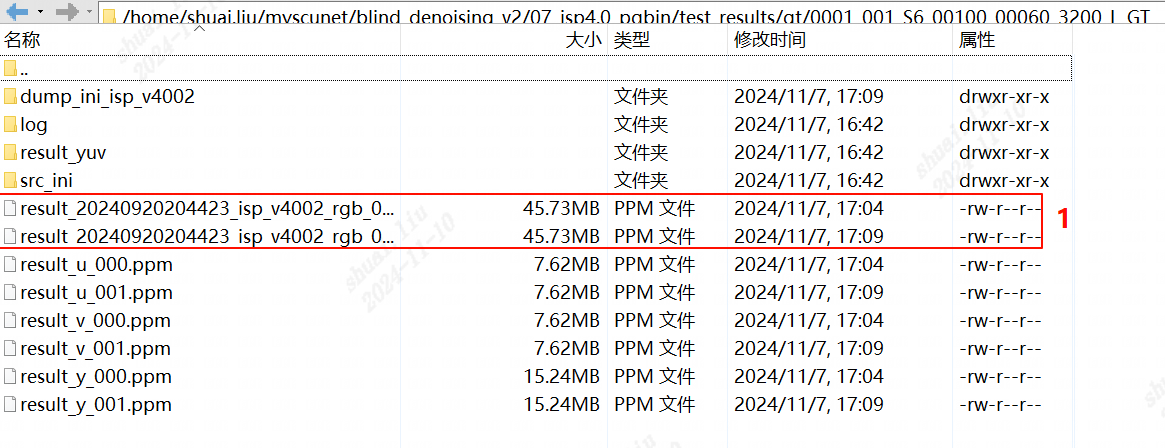 /home/shuai.liu/myscunet/blind_denoising_v2/07_isp4.0_pgbin/test_results/gt/0001_001_S6_00100_00060_3200_L_GT
名称 大小 类型 修改时间 属性
..
dump_ini_isp_v4002 文件夹 2024/11/7, 17:09 drwxr-xr-x
log 文件夹 2024/11/7, 16:42 drwxr-xr-x
result_yuv 文件夹 2024/11/7, 16:42 drwxr-xr-x
src_ini 文件夹 2024/11/7, 16:42 drwxr-xr-x
result_20240920204423_isp_v4002_rgb_0... 45.73MB PPM 文件 2024/11/7, 17:04 -rw-r--r--
result_20240920204423_isp_v4002_rgb_0... 45.73MB PPM 文件 2024/11/7, 17:09 -rw-r--r--
1
result_u_000.ppm 7.62MB PPM 文件 2024/11/7, 17:04 -rw-r--r--
result_u_001.ppm 7.62MB PPM 文件 2024/11/7, 17:09 -rw-r--r--
result_v_000.ppm 7.62MB PPM 文件 2024/11/7, 17:04 -rw-r--r--
result_v_001.ppm 7.62MB PPM 文件 2024/11/7, 17:09 -rw-r--r--
result_y_000.ppm 15.24MB PPM 文件 2024/11/7, 17:04 -rw-r--r--
result_y_001.ppm 15.24MB PPM 文件 2024/11/7, 17:09 -rw-r--r--
shuai.liu
2024-11-10